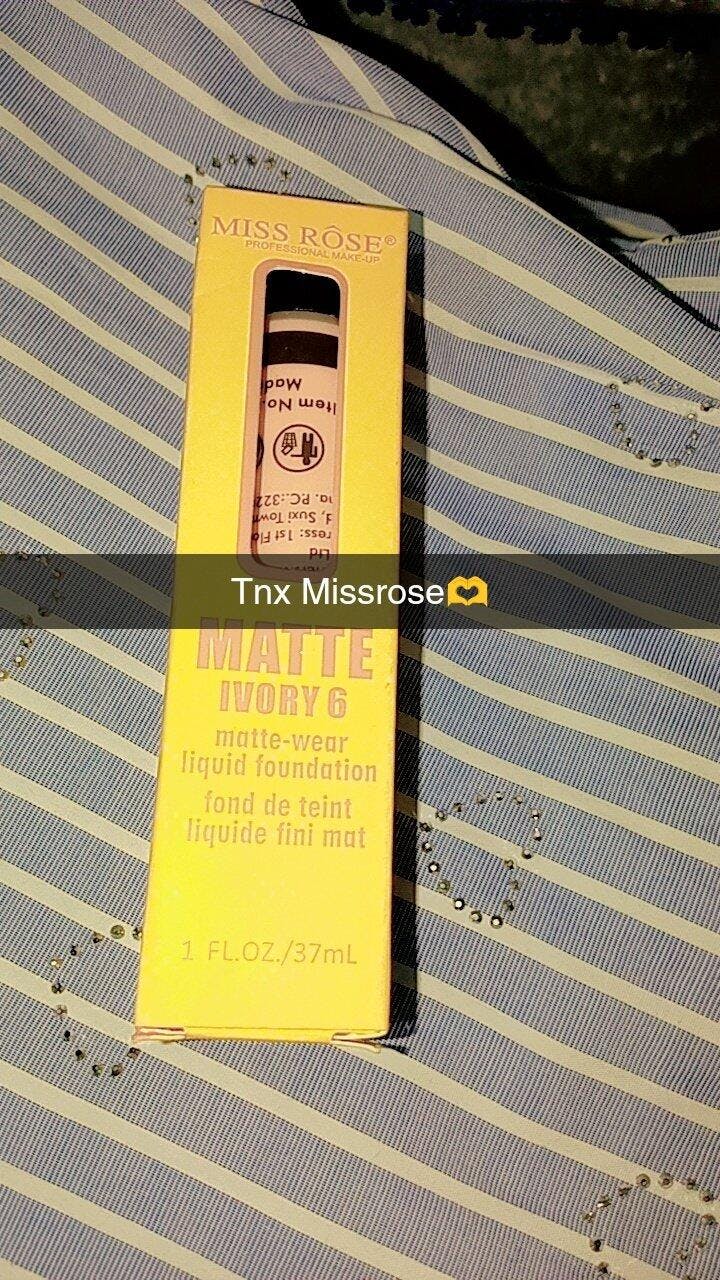 MISS RÔSE®
PROFESSIONAL MAKE-UP
Made
Item No.
Tnx Missrose🫶
MATTE
IVORY 6
matte-wear
liquid foundation
fond de teint
liquide fini mat
1 FL.OZ./37mL